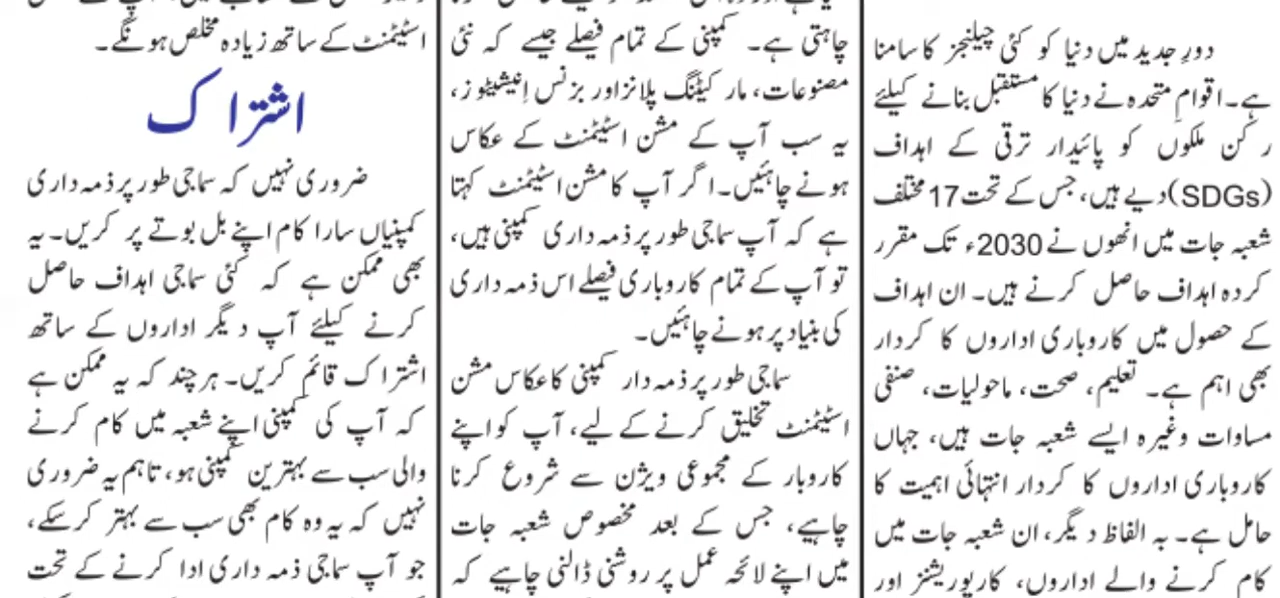 دورِ جدید میں دنیا کو کئی چیلنجز کا سامنا
ہے۔اقوامِ متحدہ نے دنیا کا مستقبل بنانے کیلئے
رکن ملکوں کو پائیدار ترقی کے اہداف
(SDGs) دیے ہیں، جس کے تحت 17 مختلف
شعبہ جات میں انھوں نے 2030ء تک مقرر
کردہ اہداف حاصل کرنے ہیں۔ ان اہداف
کے حصول میں کاروباری اداروں کا کردار
بھی اہم ہے۔ تعلیم، صحت، ماحولیات، صنفی
مساوات وغیرہ ایسے شعبہ جات ہیں، جہاں
کاروباری اداروں کا کردار انتہائی اہمیت کا
حامل ہے۔ بہ الفاظ دیگر، ان شعبہ جات میں
کام کرنے والے اداروں، کارپوریشنز اور
چاہتی ہے۔ کمپنی کے تمام فیصلے جیسے کہ نئی
مصنوعات، مارکیٹنگ پلانز اور بزنس اِنیشیٹوز،
یہ سب آپ کے مشن اسٹیٹمنٹ کے عکاس
ہونے چاہئیں۔اگر آپ کا مشن اسٹیٹمنٹ کہتا
ہے کہ آپ سماجی طور پر ذمہ داری کمپنی ہیں،
تو آپ کے تمام کاروباری فیصلے اس ذمہ داری
کی بنیاد پر ہونے چاہئیں۔
سماجی طور پر ذمہ دار کمپنی کا عکاس مشن
اسٹیٹمنٹ تخلیق کرنے کے لیے، آپ کو اپنے
کاروبار کے مجموعی ویژن سے شروع کرنا
چاہیے، جس کے بعد مخصوص شعبہ جات
میں اپنے لائحہ عمل پر روشنی ڈالنی چاہیے کہ
اسٹیٹمنٹ کے ساتھ زیادہ مخلص ہونگے۔
اشتراک
ضروری نہیں کہ سماجی طور پر ذمہ داری
کمپنیاں سارا کام اپنے بل بوتے پر کریں۔ یہ
بھی ممکن ہے کہ کئی سماجی اہداف حاصل
کرنے کیلئے آپ دیگر اداروں کے ساتھ
اشتراک قائم کریں۔ ہرچند کہ یہ ممکن ہے
کہ آپ کی کمپنی اپنے شعبہ میں کام کرنے
والی سب سے بہترین کمپنی ہو، تاہم یہ ضروری
نہیں کہ یہ وہ کام بھی سب سے بہتر کرسکے،
جو آپ سماجی ذمہ داری ادا کرنے کے تحت